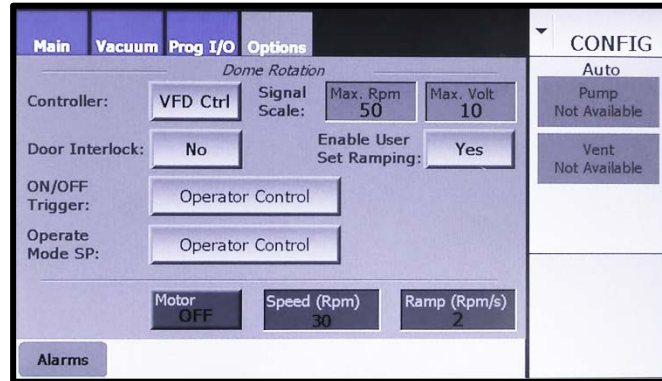 Main Vacuum Prog I/O Options
CONFIG
Dome Rotation
Controller: VFD Ctrl Signal Scale: Max. Rpm 50 Max. Volt 10
Door Interlock: No Enable User Set Ramping: Yes
ON/OFF Trigger: Operator Control
Operate Mode SP: Operator Control
Motor OFF Speed (Rpm) 30 Ramp (Rpm/s) 2
Alarms
Auto
Pump
Not Available
Vent
Not Available